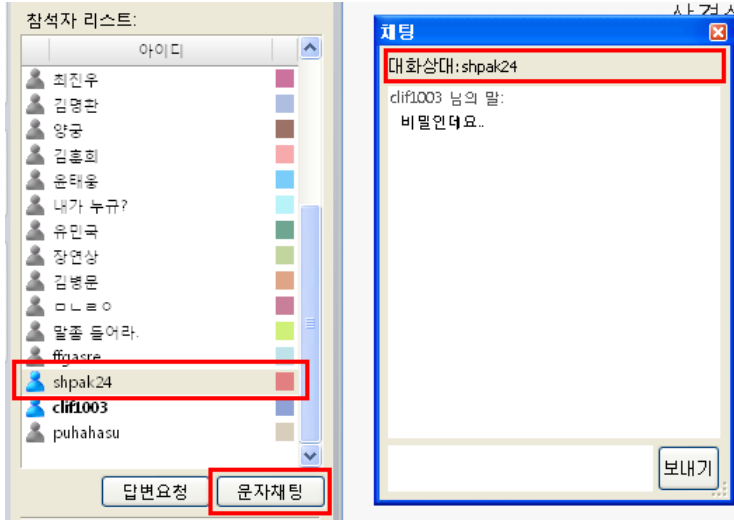 참석자 리스트:
아이디
최진우
김명환
양궁
김홍희
윤태웅
내가 누규?
유민국
장연상
김병문
ㅁㄴㄹㅇ
말좀 들어라.
ffgasre
shpak24
clif1003
puhahasu
답변요청
문자채팅
채팅
대화상대:shpak24
clif1003 님의 말:
비밀인데요..
보내기